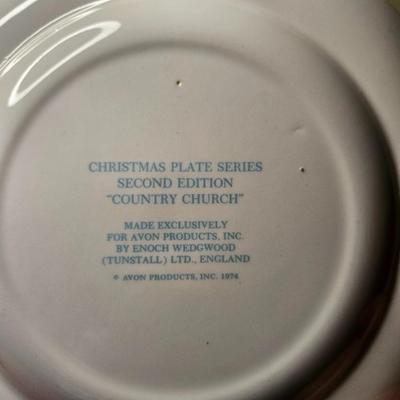 CHRISTMAS PLATE SERIES
SECOND EDITION
"COUNTRY CHURCH"
MADE EXCLUSIVELY
FOR AVON PRODUCTS, INC.
BY ENOCH WEDGWOOD
(TUNSTALL) LTD., ENGLAND
© AVON PRODUCTS, INC. 1974